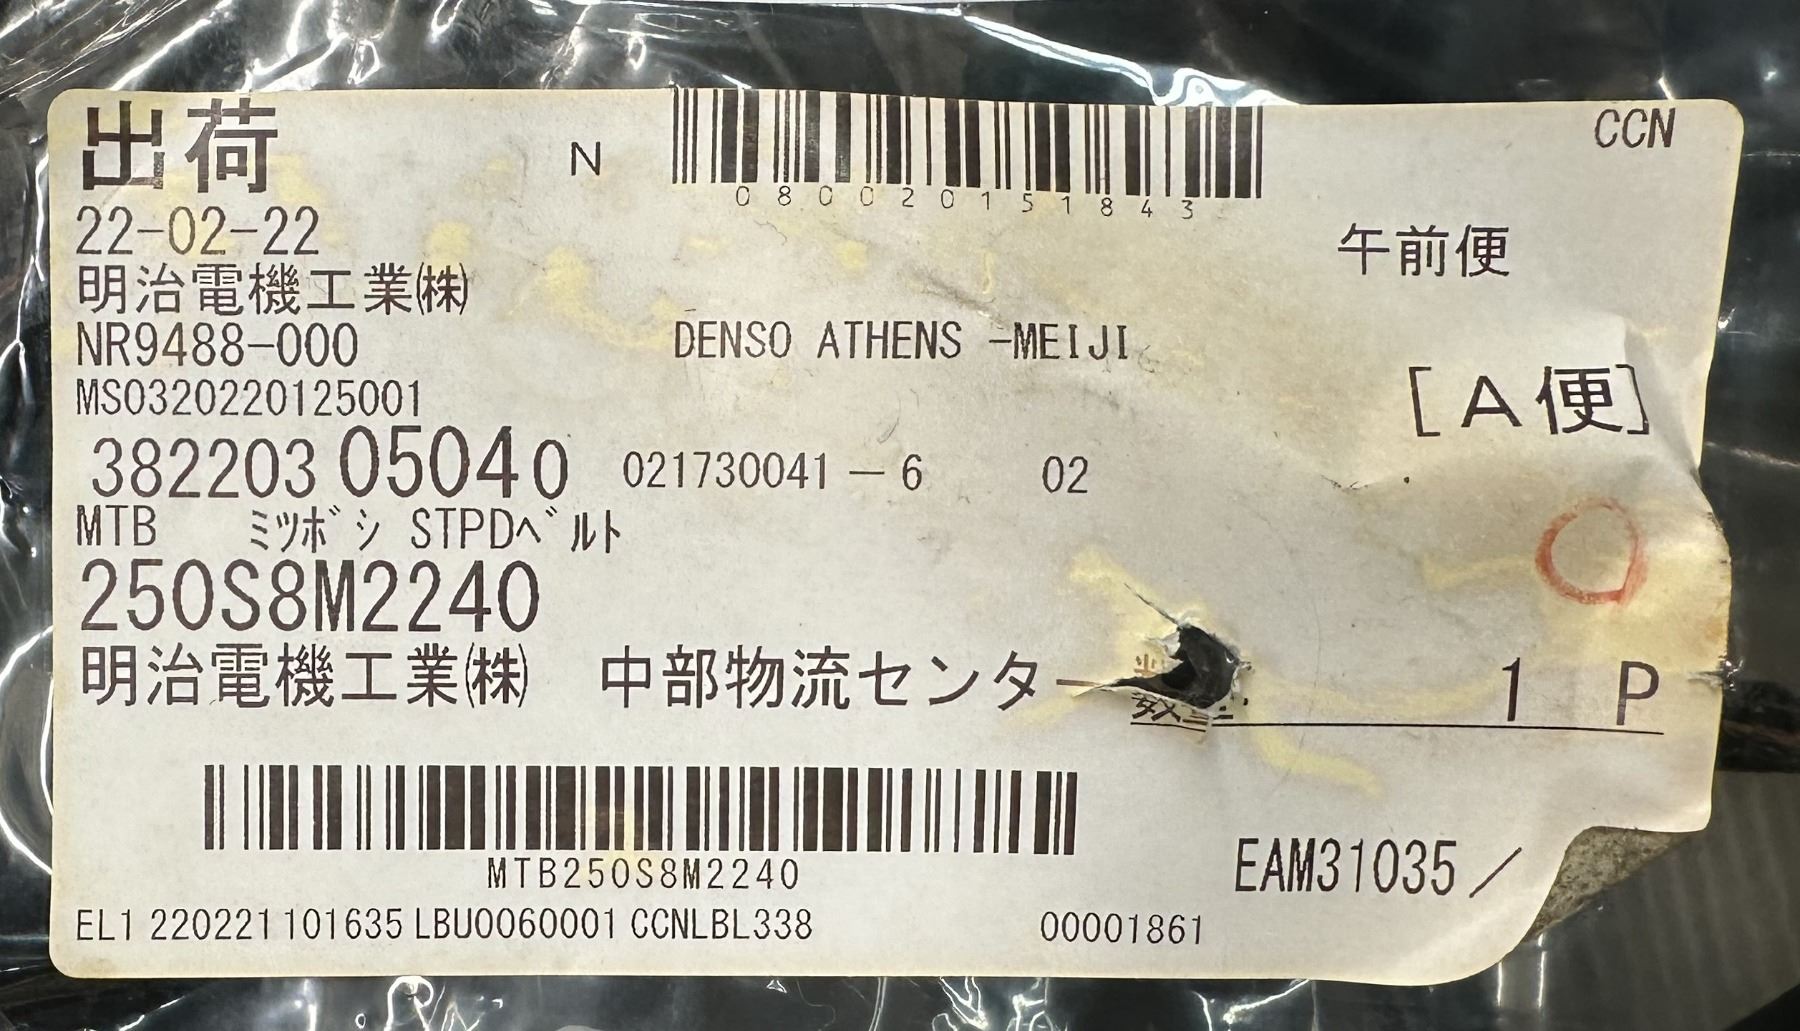 出荷 N CCN
080020151843
22-02-22 午前便
明治電機工業㈱
NR9488-000 DENSO ATHENS -MEIJI
MS0320220125001 [A便]
382203 05040 021730041 - 6 02
MTB ﾐﾂﾎﾞｼ STPDﾍﾞﾙﾄ
250S8M2240
明治電機工業㈱ 中部物流センター
1 P
MTB250S8M2240
EAM31035/
EL1 220221101635 LBU0060001 CCNLBL338 00001861